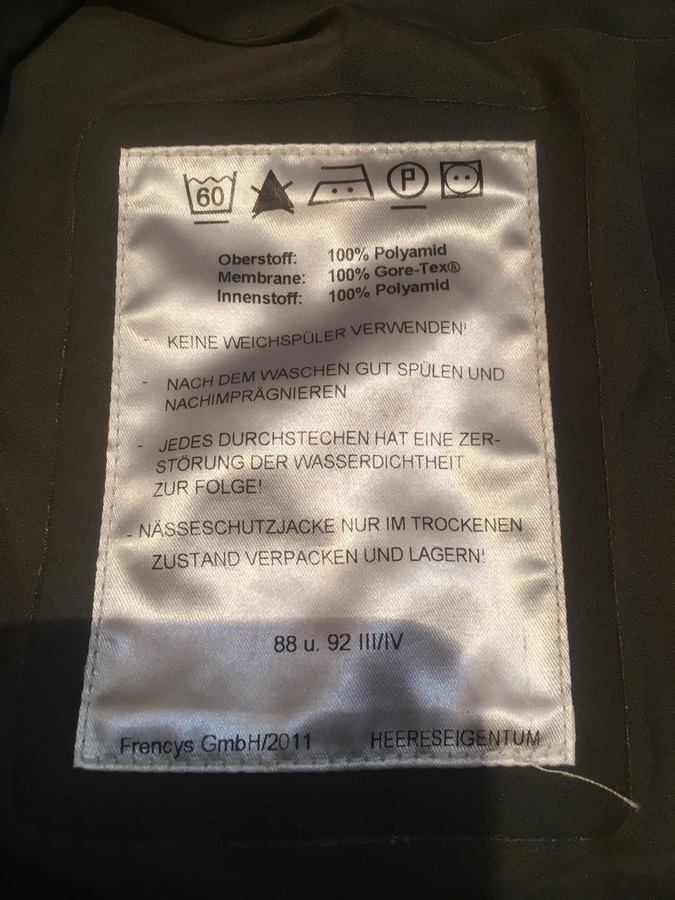 60 P
Oberstoff: 100% Polyamid
Membrane: 100% Gore-Tex®
Innenstoff: 100% Polyamid
- KEINE WEICHSPÜLER VERWENDEN!
- NACH DEM WASCHEN GUT SPÜLEN UND
NACHIMPRÄGNIEREN
- JEDES DURCHSTECHEN HAT EINE ZER-
STÖRUNG DER WASSERDICHTHEIT
ZUR FOLGE!
- NÄSSESCHUTZJACKE NUR IM TROCKENEN
ZUSTAND VERPACKEN UND LAGERN!
88 u. 92 III/IV
Frencys GmbH/2011 HEERESEIGENTUM